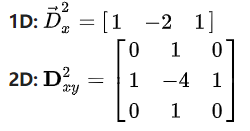 1D: D⃗²ₓ = [1 −2 1]
2D: D²ₓᵧ = [0 1 0
1 −4 1
0 1 0]